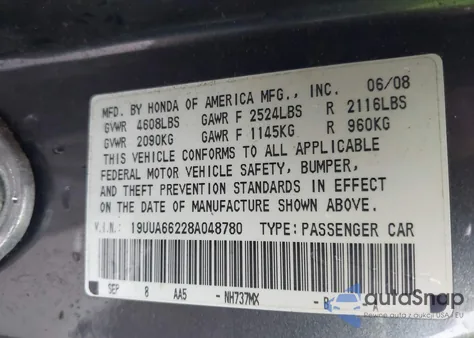 MFD. BY HONDA OF AMERICA MFG., INC. 06/08
GVWR 4608LBS GAWR F 2524LBS R 2116LBS
GVWR 2090KG GAWR F 1145KG R 960KG
THIS VEHICLE CONFORMS TO ALL APPLICABLE
FEDERAL MOTOR VEHICLE SAFETY, BUMPER,
AND THEFT PREVENTION STANDARDS IN EFFECT
ON THE DATE OF MANUFACTURE SHOWN ABOVE.
V.I.N.: 19UUA66228A048780 TYPE: PASSENGER CAR
SEP 8 AA5 -NH737MX -B
autoSnap